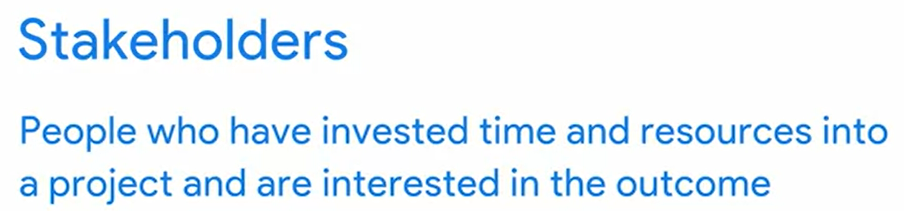 Stakeholders
People who have invested time and resources into
a project and are interested in the outcome